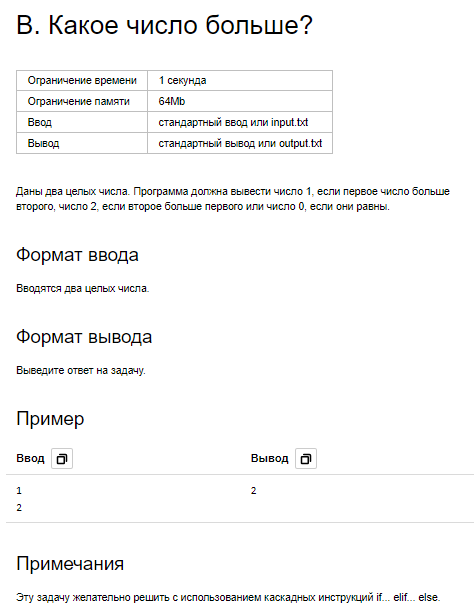 B. Какое число больше?
Ограничение времени 1 секунда
Ограничение памяти 64Mb
Ввод стандартный ввод или input.txt
Вывод стандартный вывод или output.txt
Даны два целых числа. Программа должна вывести число 1, если первое число больше
второго, число 2, если второе больше первого или число 0, если они равны.
Формат ввода
Вводятся два целых числа.
Формат вывода
Выведите ответ на задачу.
Пример
Ввод Вывод
1 2
2
Примечания
Эту задачу желательно решить с использованием каскадных инструкций if... elif... else.